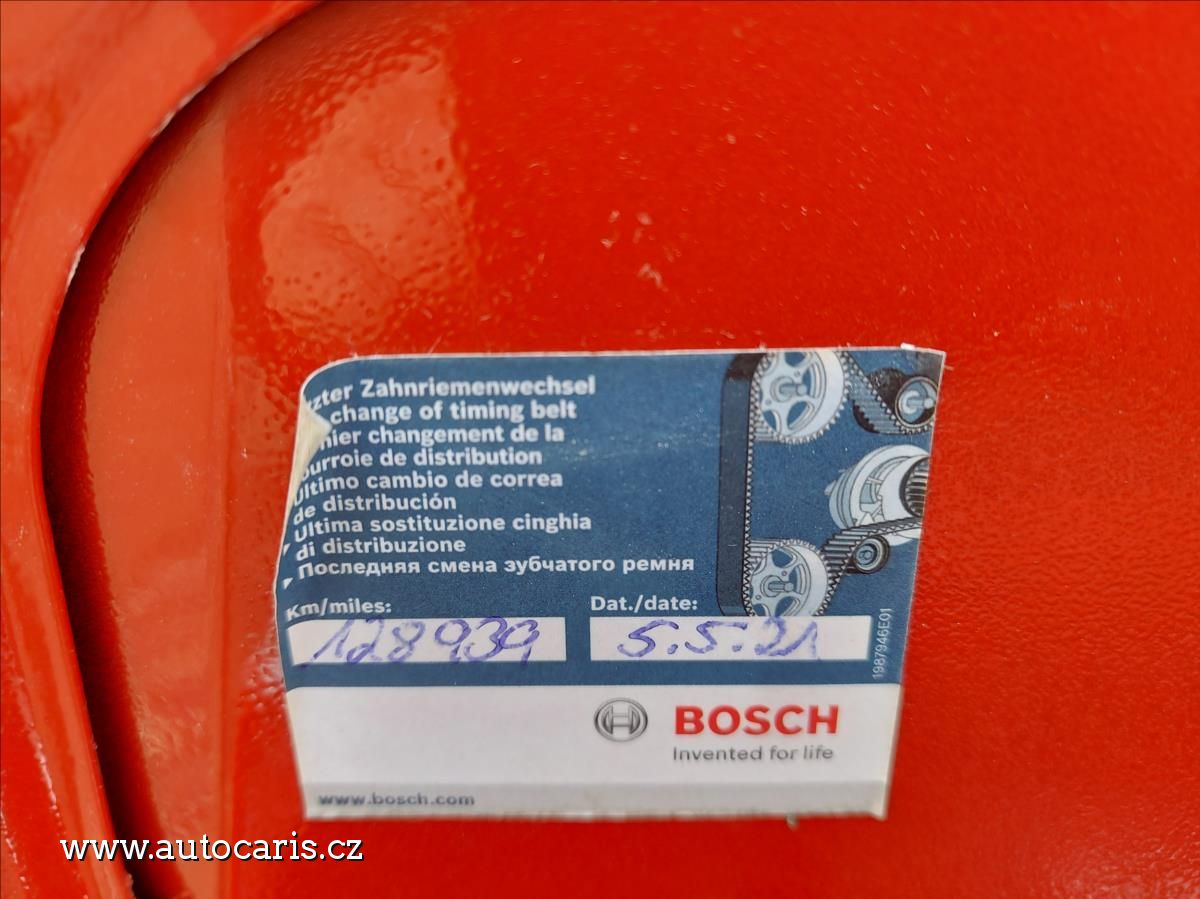 zter Zahnriemenwechsel
change of timing belt
nier changement de la
ourroie de distribution
Ultimo cambio de correa
de distribución
Ultima sostituzione cinghia
di distribuzione
Последняя смена зубчатого ремня
Km/miles:
Dat./date:
128939
5.5.21
1987946E01
BOSCH
Invented for life
www.bosch.com
www.autocaris.cz